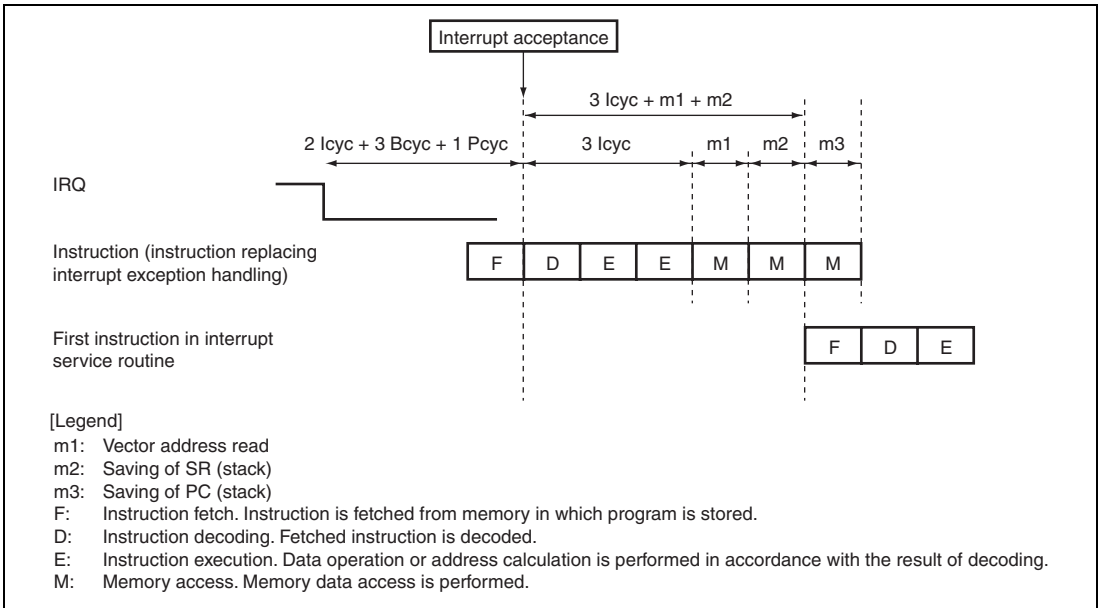 Interrupt acceptance
3 Icyc + m1 + m2
2 Icyc + 3 Bcyc + 1 Pcyc
3 Icyc
m1
m2
m3
IRQ
Instruction (instruction replacing
interrupt exception handling)
F D E E M M M
First instruction in interrupt
service routine
F D E
[Legend]
m1: Vector address read
m2: Saving of SR (stack)
m3: Saving of PC (stack)
F: Instruction fetch. Instruction is fetched from memory in which program is stored.
D: Instruction decoding. Fetched instruction is decoded.
E: Instruction execution. Data operation or address calculation is performed in accordance with the result of decoding.
M: Memory access. Memory data access is performed.